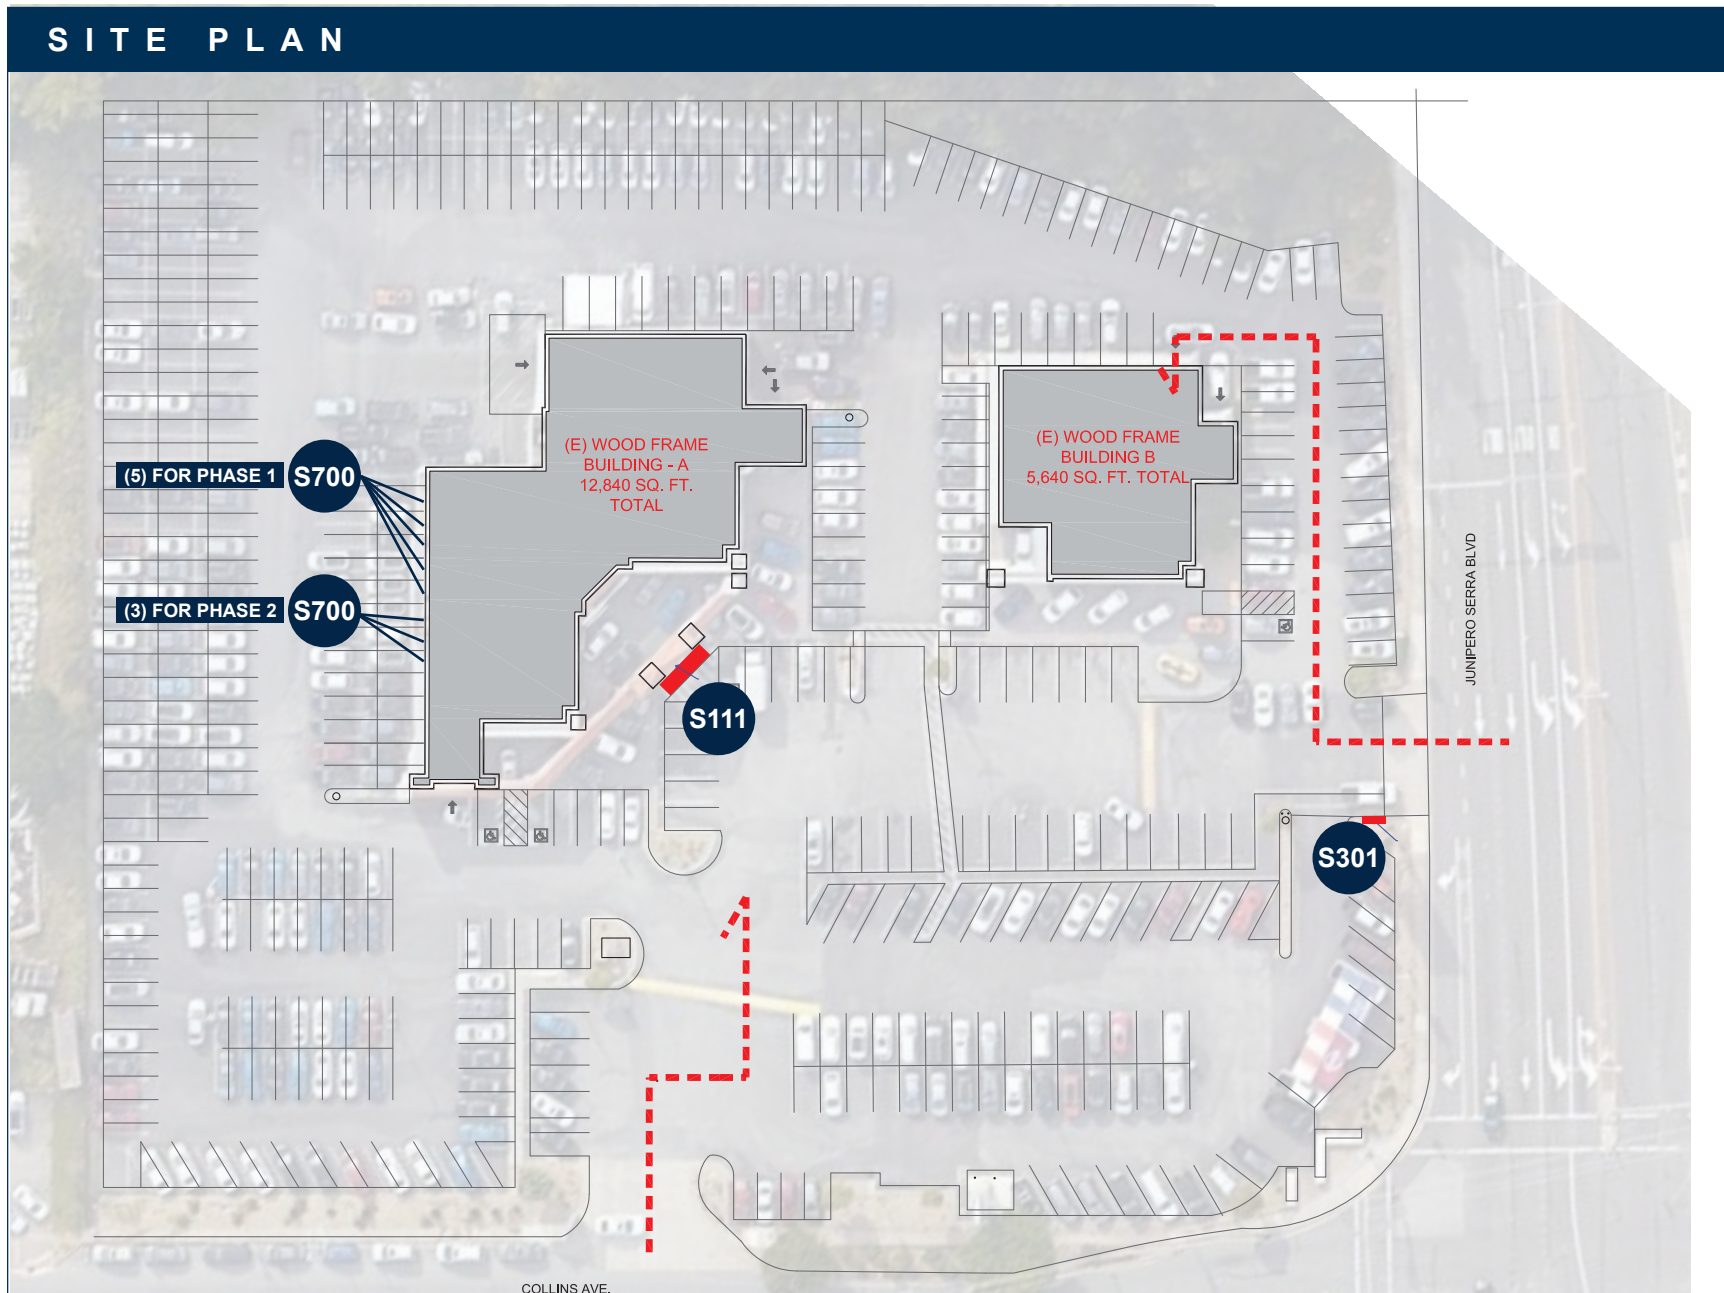 SITE PLAN
(E) WOOD FRAME
BUILDING - A
12,840 SQ. FT.
TOTAL
(E) WOOD FRAME
BUILDING B
5,640 SQ. FT. TOTAL
(5) FOR PHASE 1
S700
(3) FOR PHASE 2
S700
S111
S301
JUNIPERO SERRA BLVD
COLLINS AVE.